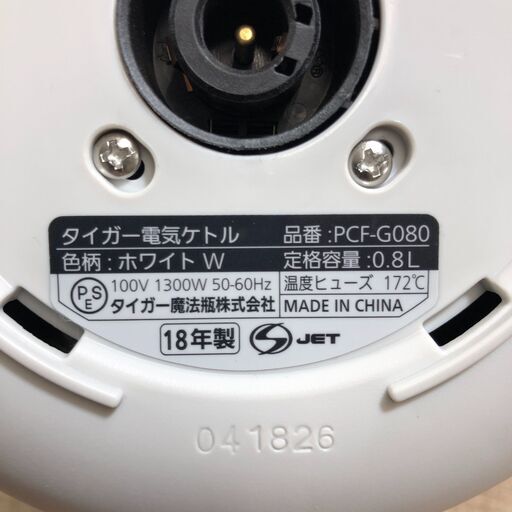 タイガー電気ケトル 品番:PCF-G080
色柄:ホワイト W 定格容量:0.8L
PSE 100V 1300W 50-60Hz 温度ヒューズ 172℃
タイガー魔法瓶株式会社 MADE IN CHINA
18年製 S JET
041826